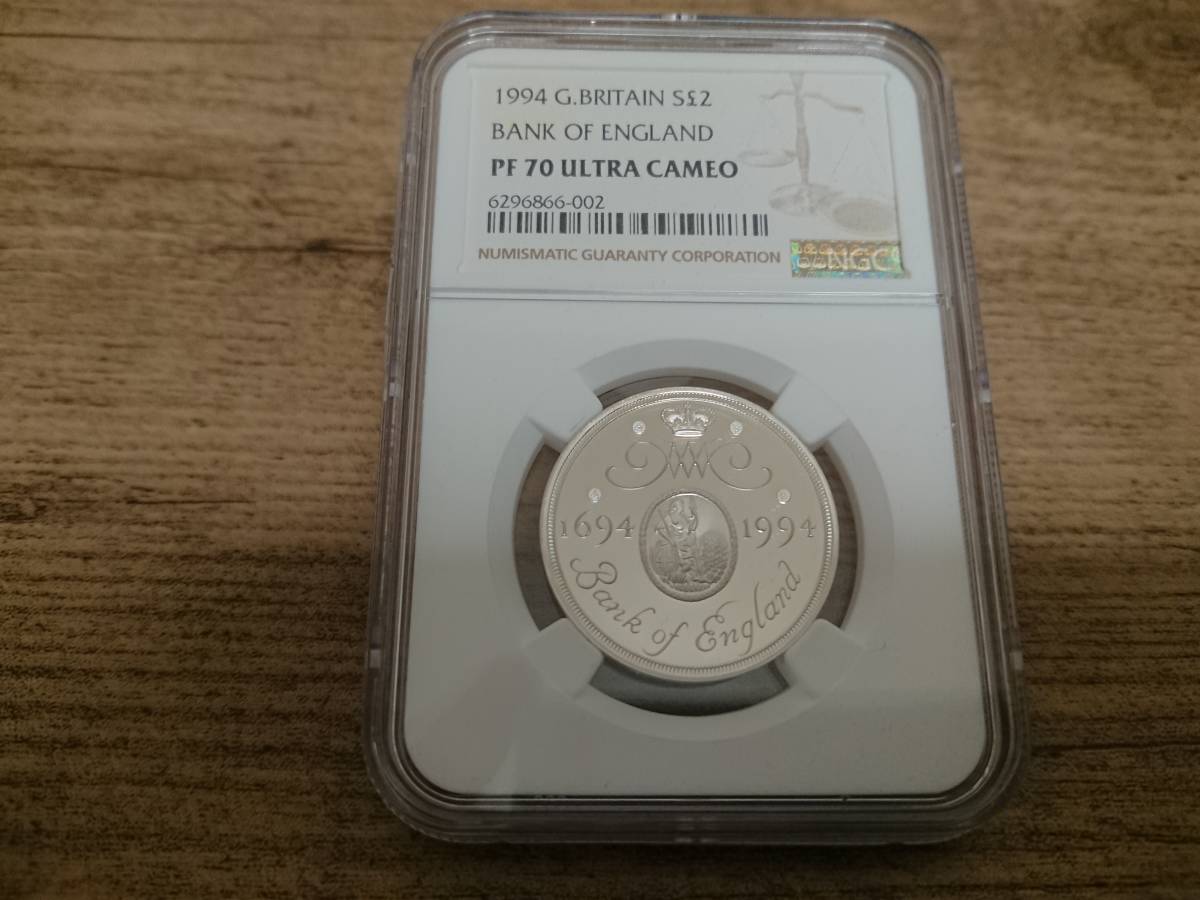 1994 G.BRITAIN S£2
BANK OF ENGLAND
PF 70 ULTRA CAMEO
6296866-002
NUMISMATIC GUARANTY CORPORATION
NGC
1694 1994
Bank of England